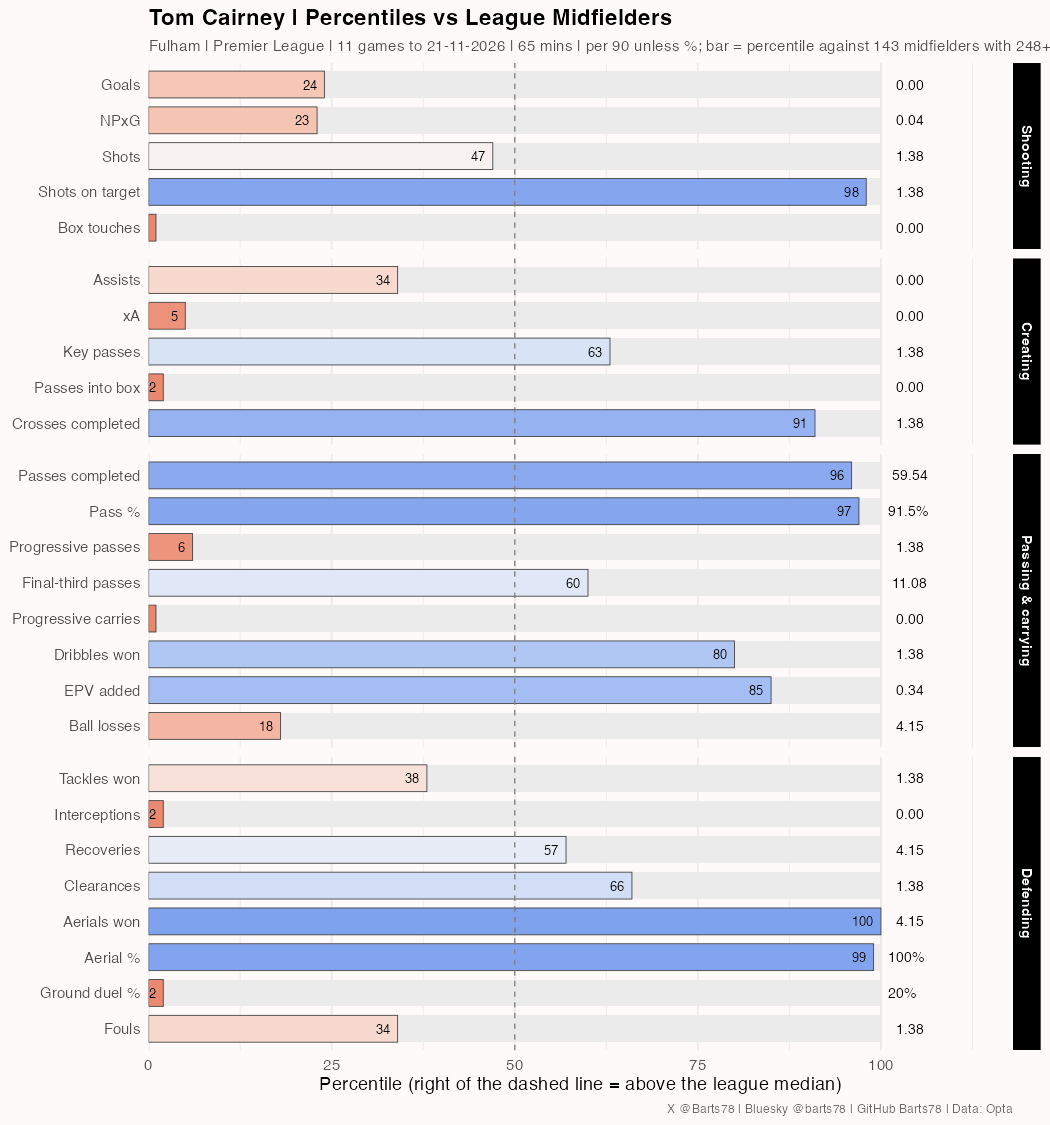 Tom Cairney | Percentiles vs League Midfielders
Fulham | Premier League | 11 games to 21-11-2026 | 65 mins | per 90 unless %; bar = percentile against 143 midfielders with 248+
Shooting
Goals 24 0.00
NPxG 23 0.04
Shots 47 1.38
Shots on target 98 1.38
Box touches 0.00
Creating
Assists 34 0.00
xA 5 0.00
Key passes 63 1.38
Passes into box 2 0.00
Crosses completed 91 1.38
Passing & carrying
Passes completed 96 59.54
Pass % 97 91.5%
Progressive passes 6 1.38
Final-third passes 60 11.08
Progressive carries 0.00
Dribbles won 80 1.38
EPV added 85 0.34
Ball losses 18 4.15
Defending
Tackles won 38 1.38
Interceptions 2 0.00
Recoveries 57 4.15
Clearances 66 1.38
Aerials won 100 4.15
Aerial % 99 100%
Ground duel % 2 20%
Fouls 34 1.38
0 25 50 75 100
Percentile (right of the dashed line = above the league median)
X @Barts78 | Bluesky @barts78 | GitHub Barts78 | Data: Opta